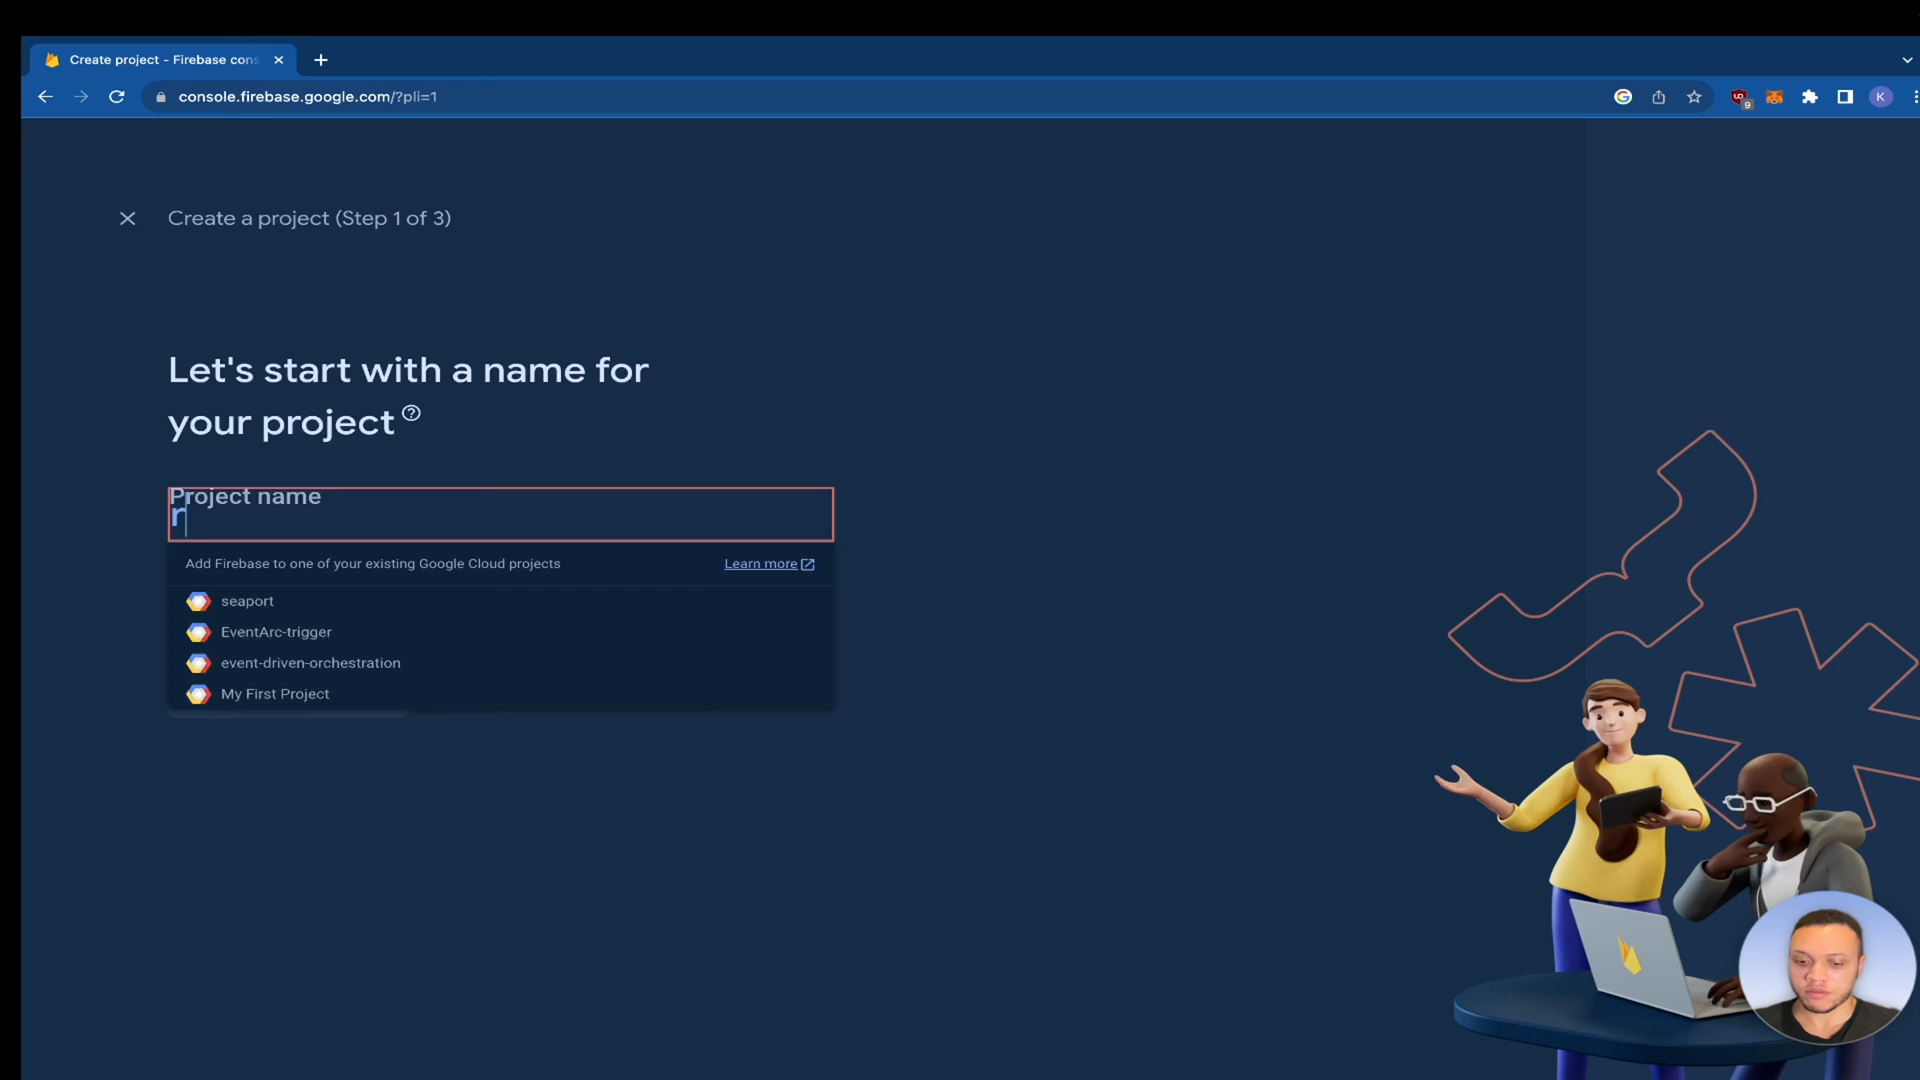 Create project - Firebase cons
console.firebase.google.com/?pli=1
9
K
Create a project (Step 1 of 3)
Let's start with a name for
your project
Project name
r
Add Firebase to one of your existing Google Cloud projects Learn more
seaport
EventArc-trigger
event-driven-orchestration
My First Project